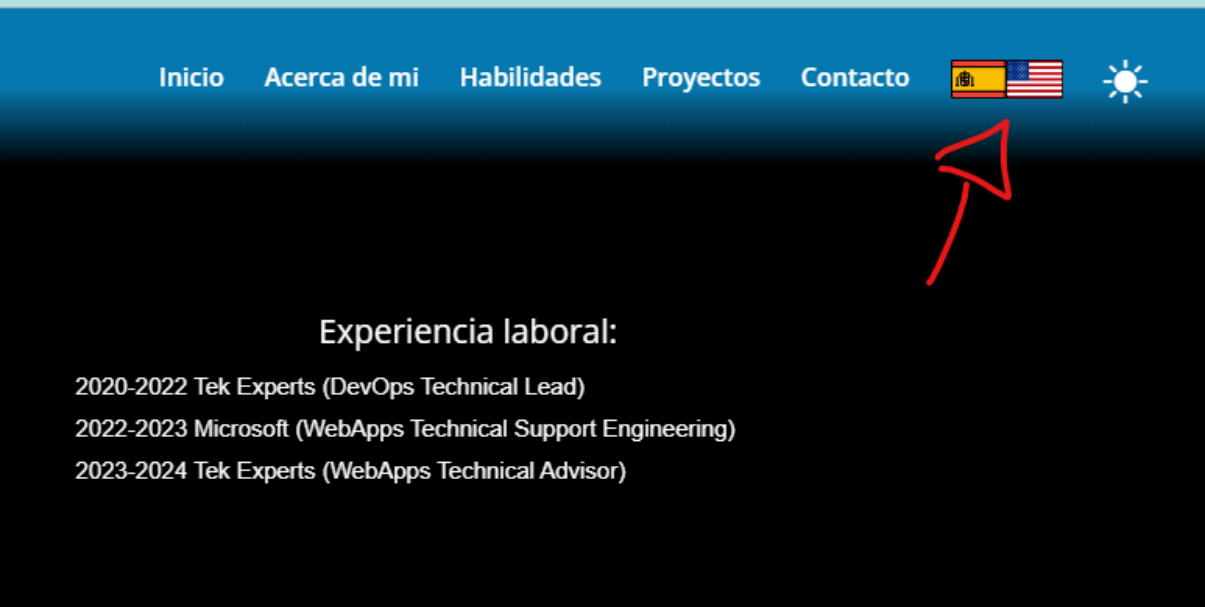 Inicio Acerca de mi Habilidades Proyectos Contacto
Experiencia laboral:
2020-2022 Tek Experts (DevOps Technical Lead)
2022-2023 Microsoft (WebApps Technical Support Engineering)
2023-2024 Tek Experts (WebApps Technical Advisor)